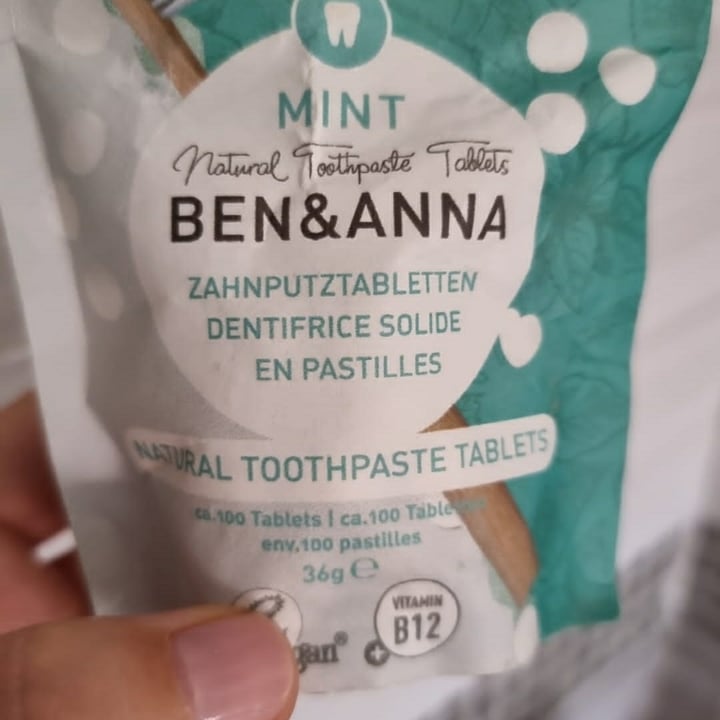 MINT
Natural Toothpaste Tablets
BEN&ANNA
ZAHNPUTZTABLETTEN
DENTIFRICE SOLIDE
EN PASTILLES
NATURAL TOOTHPASTE TABLETS
ca.100 Tablets | ca.100
env.100 pastilles
36g ℮
VITAMIN
B12
+